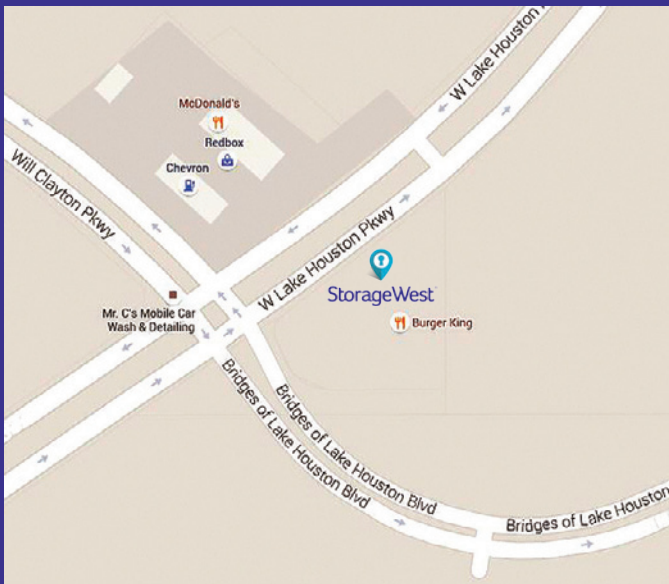 W Lake Houston
McDonald's
Redbox
Chevron
Will Clayton Pkwy
W Lake Houston Pkwy
StorageWest
Mr. C's Mobile Car
Wash & Detailing
Burger King
Bridges of Lake Houston Blvd
Bridges of Lake Houston Blvd
Bridges of Lake Houston